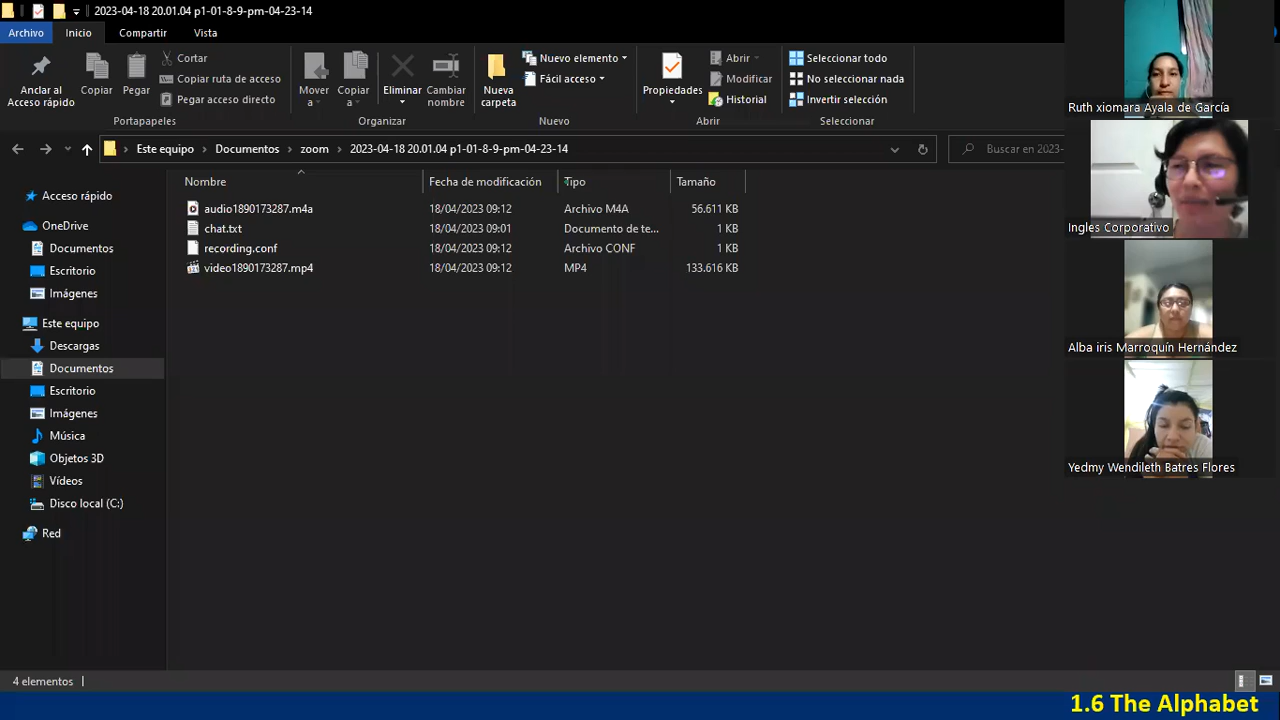 2023-04-18 20.01.04 p1-01-8-9-pm-04-23-14
Archivo Inicio Compartir Vista
Anclar al Acceso rápido
Copiar
Pegar
Cortar
Copiar ruta de acceso
Pegar acceso directo
Portapapeles
Mover a
Copiar a
Eliminar
Cambiar nombre
Organizar
Nueva carpeta
Nuevo elemento
Fácil acceso
Nuevo
Propiedades
Abrir
Modificar
Historial
Abrir
Seleccionar todo
No seleccionar nada
Invertir selección
Seleccionar
Este equipo Documentos zoom 2023-04-18 20.01.04 p1-01-8-9-pm-04-23-14
Buscar en 2023-
Nombre Fecha de modificación Tipo Tamaño
audio1890173287.m4a 18/04/2023 09:12 Archivo M4A 56.611 KB
chat.txt 18/04/2023 09:01 Documento de te... 1 KB
recording.conf 18/04/2023 09:12 Archivo CONF 1 KB
video1890173287.mp4 18/04/2023 09:12 MP4 133.616 KB
Acceso rápido
OneDrive
Documentos
Escritorio
Imágenes
Este equipo
Descargas
Documentos
Escritorio
Imágenes
Música
Objetos 3D
Vídeos
Disco local (C:)
Red
4 elementos
Ruth xiomara Ayala de García
Ingles Corporativo
Alba iris Marroquín Hernández
Yedmy Wendileth Batres Flores
1.6 The Alphabet